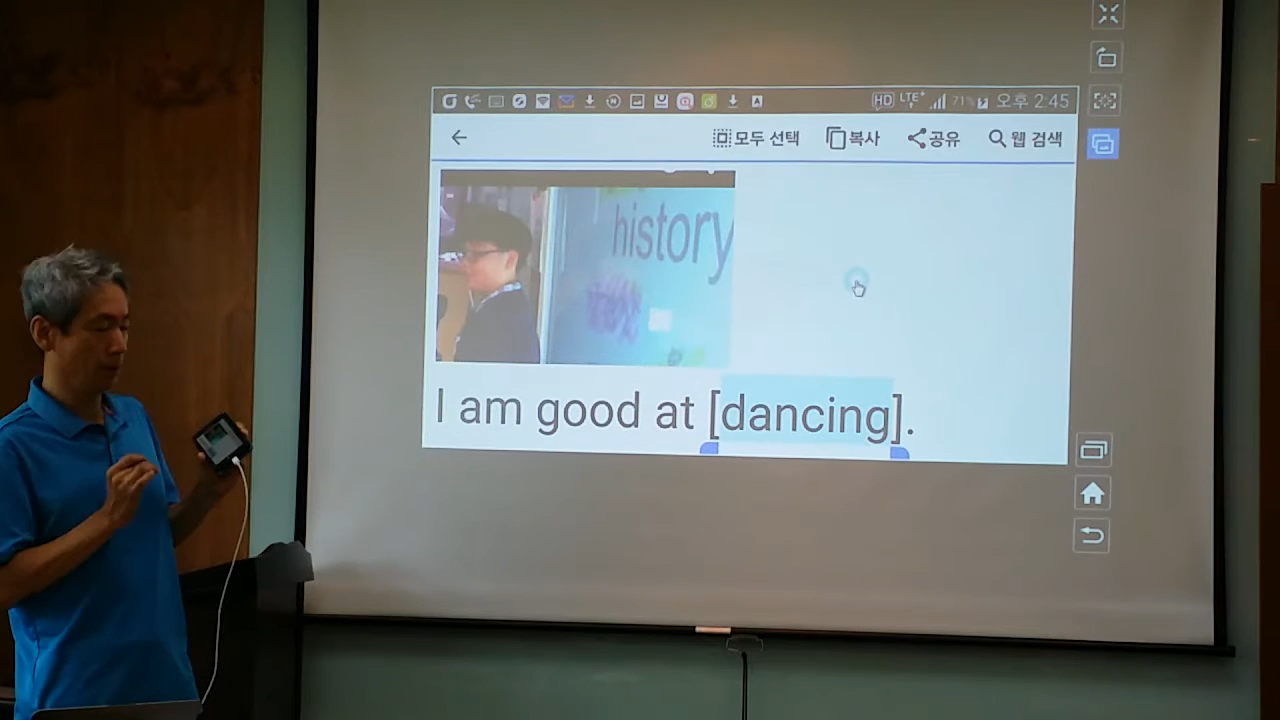 HD LTE+ 71% 오후 2:45
모두 선택 복사 공유 웹 검색
history
I am good at [dancing].